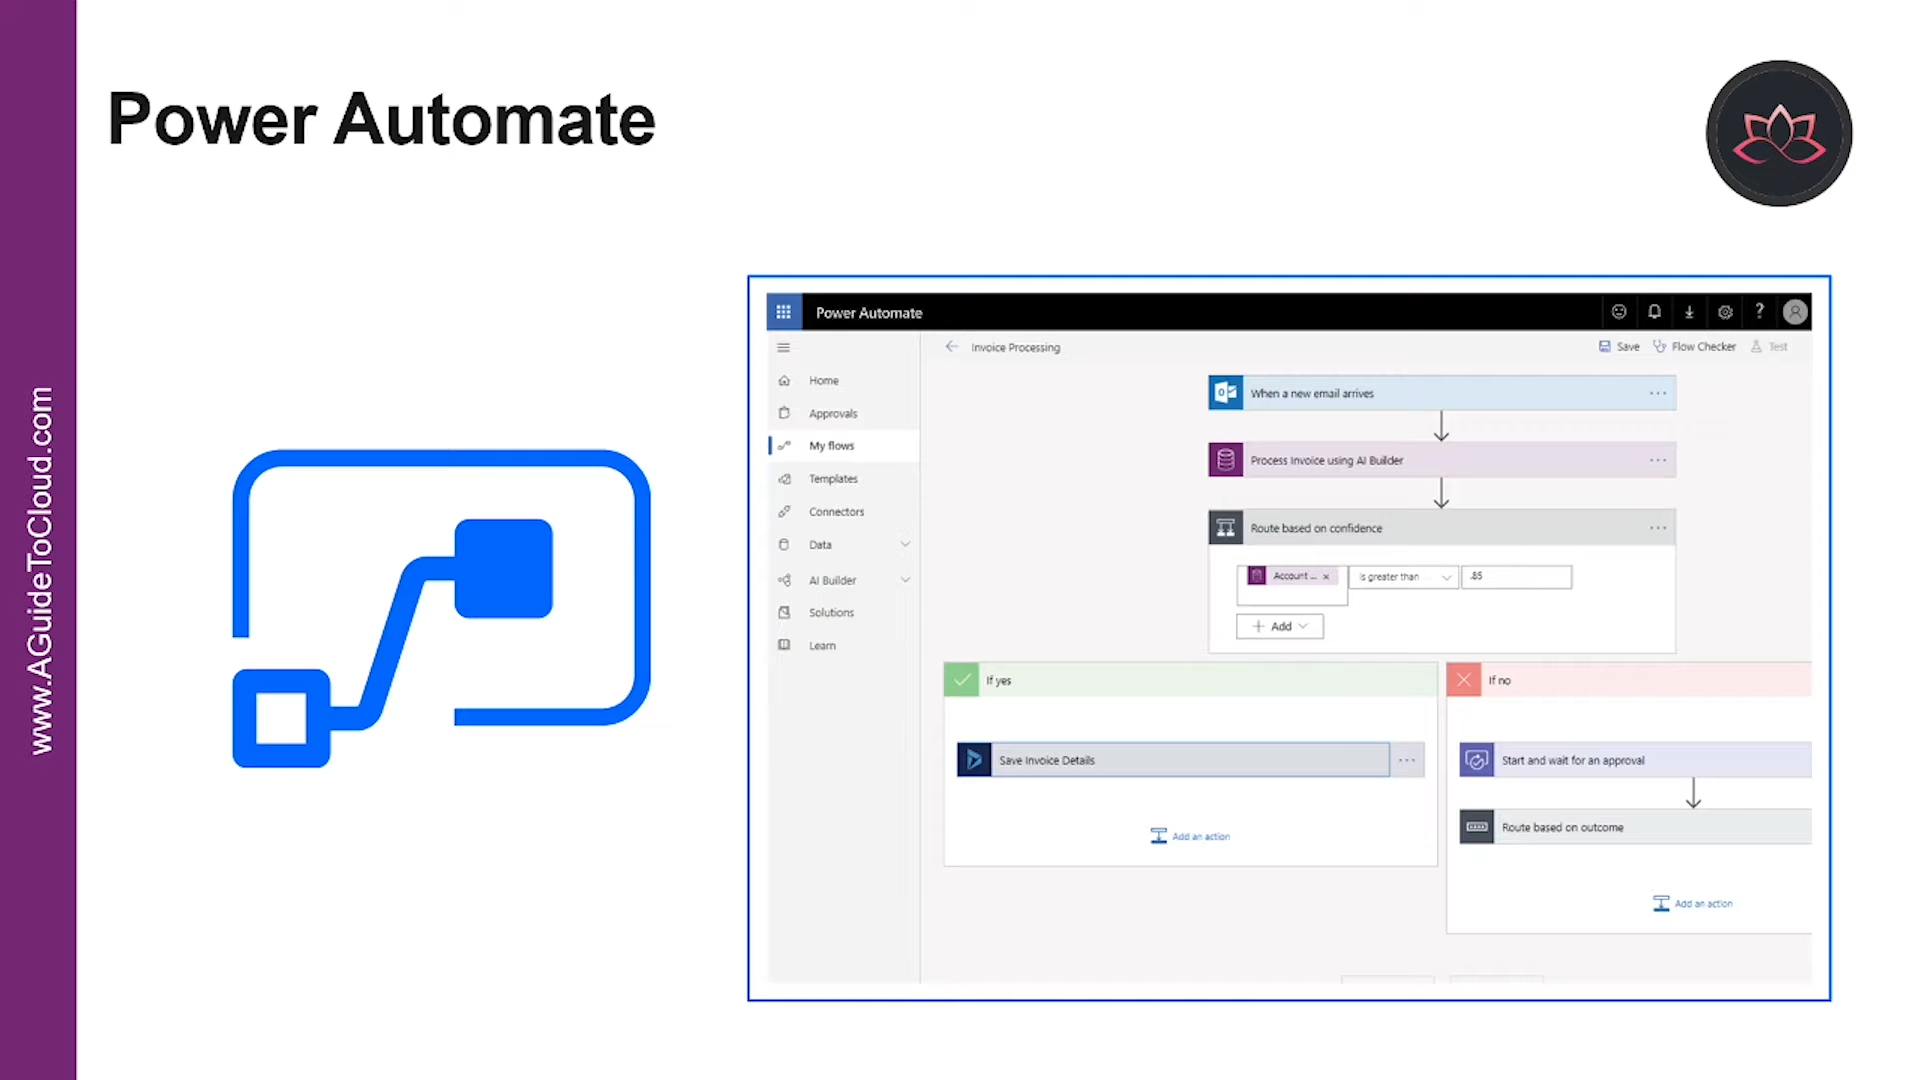 Power Automate
www.AGuideToCloud.com
Power Automate
Invoice Processing
Save
Flow Checker
Test
Home
Approvals
My flows
Templates
Connectors
Data
AI Builder
Solutions
Learn
When a new email arrives
Process Invoice using AI Builder
Route based on confidence
Account ... is greater than .85
Add
If yes
Save Invoice Details
Add an action
If no
Start and wait for an approval
Route based on outcome
Add an action